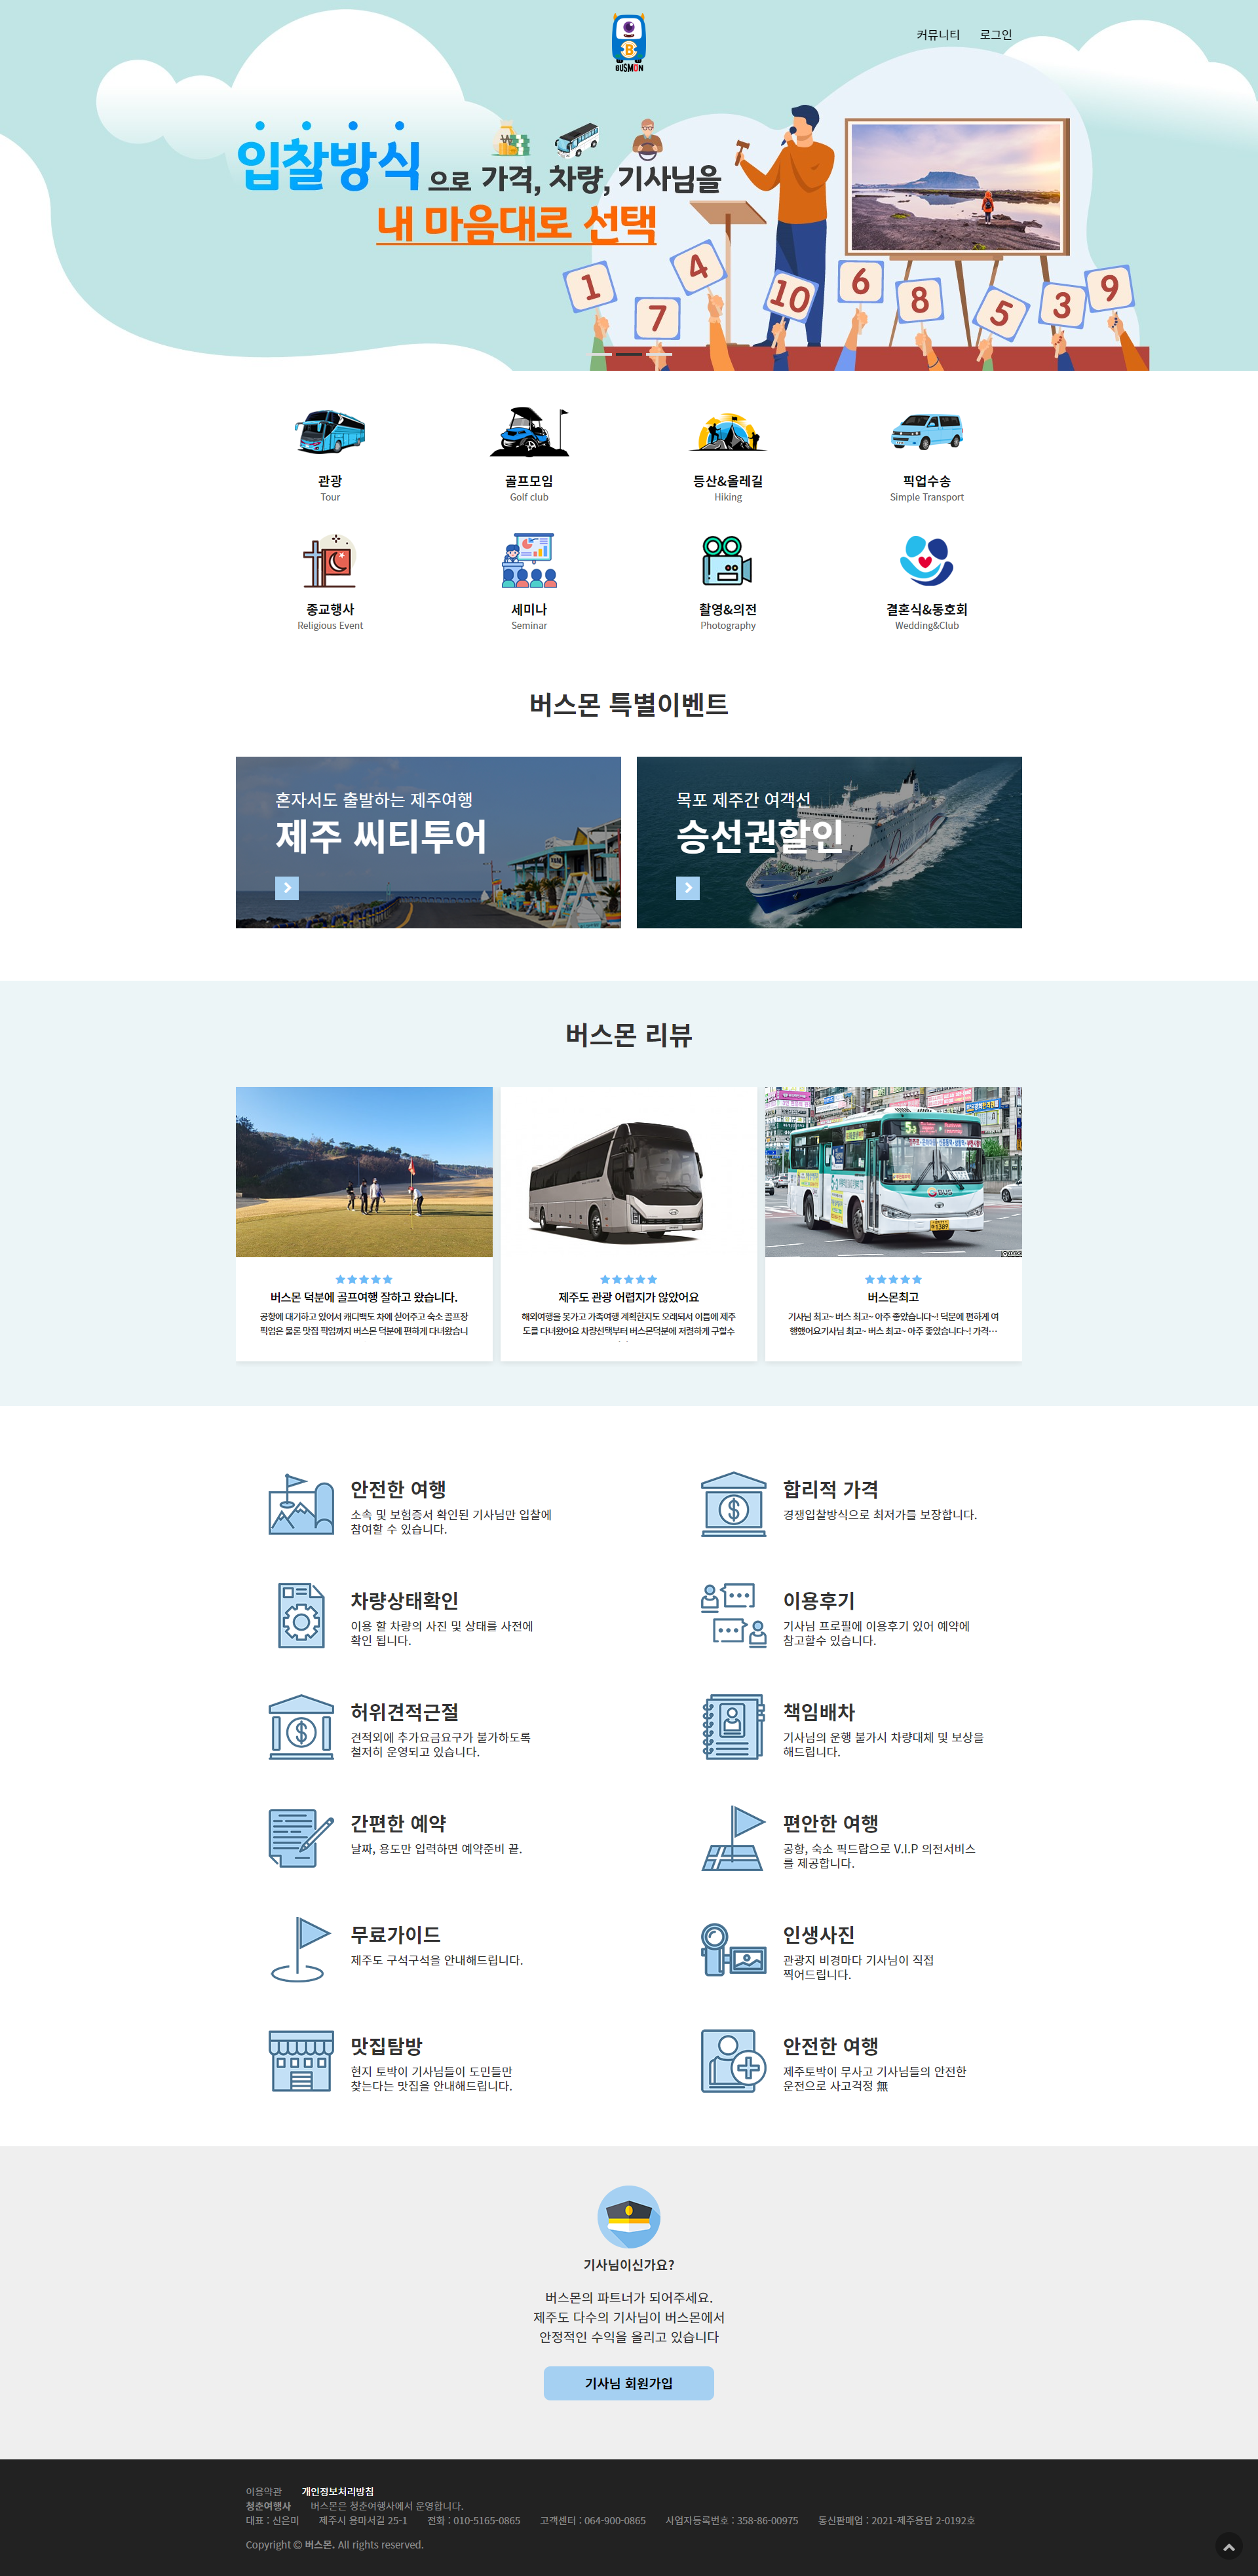 BUSMON
커뮤니티 로그인
입찰방식으로 가격, 차량, 기사님을
내 마음대로 선택
1 7 4 10 6 8 5 3 9
관광
Tour
골프모임
Golf club
등산&올레길
Hiking
픽업수송
Simple Transport
종교행사
Religious Event
세미나
Seminar
촬영&의전
Photography
결혼식&동호회
Wedding&Club
버스몬 특별이벤트
혼자서도 출발하는 제주여행
제주 씨티투어
목포 제주간 여객선
승선권할인
버스몬 리뷰
버스몬 덕분에 골프여행 잘하고 왔습니다.
공항에 대기하고 있어서 캐디백도 차에 싣어주고 숙소 골프장
픽업은 물론 맛집 픽업까지 버스몬 덕분에 편하게 다녀왔습니
제주도 관광 어렵지가 않았어요
해외여행을 못가고 가족여행 계획한지도 오래되서 이틈에 제주
도를 다녀왔어요 차량선택부터 버스몬덕분에 저렴하게 구할수
버스몬최고
기사님 최고~ 버스 최고~ 아주 좋았습니다~! 덕분에 편하게 여
행했어요기사님 최고~ 버스 최고~ 아주 좋았습니다~! 가격…
안전한 여행
소속 및 보험증서 확인된 기사님만 입찰에
참여할 수 있습니다.
합리적 가격
경쟁입찰방식으로 최저가를 보장합니다.
차량상태확인
이용 할 차량의 사진 및 상태를 사전에
확인 됩니다.
이용후기
기사님 프로필에 이용후기 있어 예약에
참고할수 있습니다.
허위견적근절
견적외에 추가요금요구가 불가하도록
철저히 운영되고 있습니다.
책임배차
기사님의 운행 불가시 차량대체 및 보상을
해드립니다.
간편한 예약
날짜, 용도만 입력하면 예약준비 끝.
편안한 여행
공항, 숙소 픽드랍으로 V.I.P 의전서비스
를 제공합니다.
무료가이드
제주도 구석구석을 안내해드립니다.
인생사진
관광지 비경마다 기사님이 직접
찍어드립니다.
맛집탐방
현지 토박이 기사님들이 도민들만
찾는다는 맛집을 안내해드립니다.
안전한 여행
제주토박이 무사고 기사님들의 안전한
운전으로 사고걱정 無
기사님이신가요?
버스몬의 파트너가 되어주세요.
제주도 다수의 기사님이 버스몬에서
안정적인 수익을 올리고 있습니다
기사님 회원가입
이용약관 개인정보처리방침
청춘여행사 버스몬은 청춘여행사에서 운영합니다.
대표 : 신은미 제주시 용마서길 25-1 전화 : 010-5165-0865 고객센터 : 064-900-0865 사업자등록번호 : 358-86-00975 통신판매업 : 2021-제주용담 2-0192호
Copyright © 버스몬. All rights reserved.